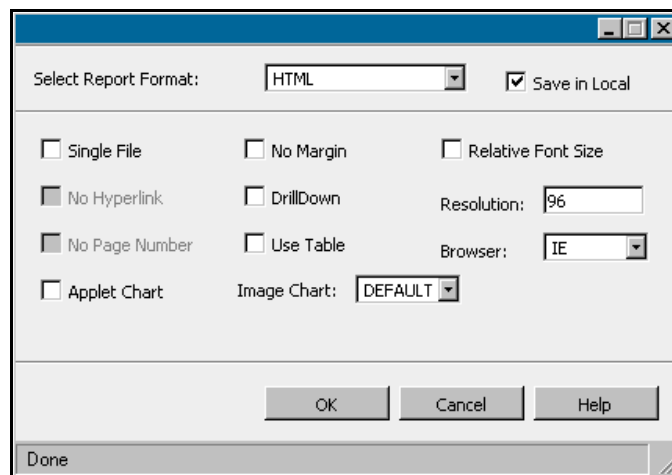 Select Report Format: HTML Save in Local
Single File No Margin Relative Font Size
No Hyperlink DrillDown Resolution: 96
No Page Number Use Table Browser: IE
Applet Chart Image Chart: DEFAULT
OK Cancel Help
Done